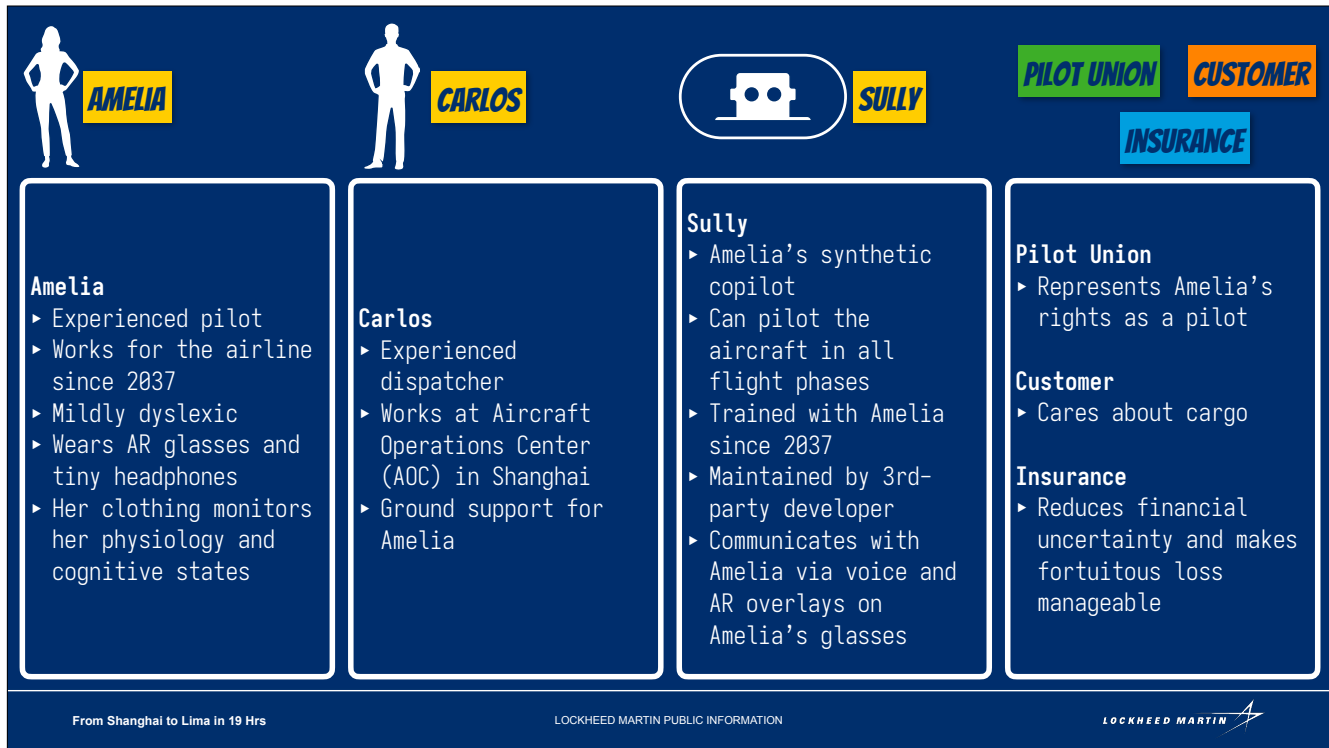 AMELIA
CARLOS
SULLY
PILOT UNION
CUSTOMER
INSURANCE
Amelia
▸ Experienced pilot
▸ Works for the airline
since 2037
▸ Mildly dyslexic
▸ Wears AR glasses and
tiny headphones
▸ Her clothing monitors
her physiology and
cognitive states
Carlos
▸ Experienced
dispatcher
▸ Works at Aircraft
Operations Center
(AOC) in Shanghai
▸ Ground support for
Amelia
Sully
▸ Amelia’s synthetic
copilot
▸ Can pilot the
aircraft in all
flight phases
▸ Trained with Amelia
since 2037
▸ Maintained by 3rd-
party developer
▸ Communicates with
Amelia via voice and
AR overlays on
Amelia’s glasses
Pilot Union
▸ Represents Amelia’s
rights as a pilot
Customer
▸ Cares about cargo
Insurance
▸ Reduces financial
uncertainty and makes
fortuitous loss
manageable
From Shanghai to Lima in 19 Hrs
LOCKHEED MARTIN PUBLIC INFORMATION
LOCKHEED MARTIN